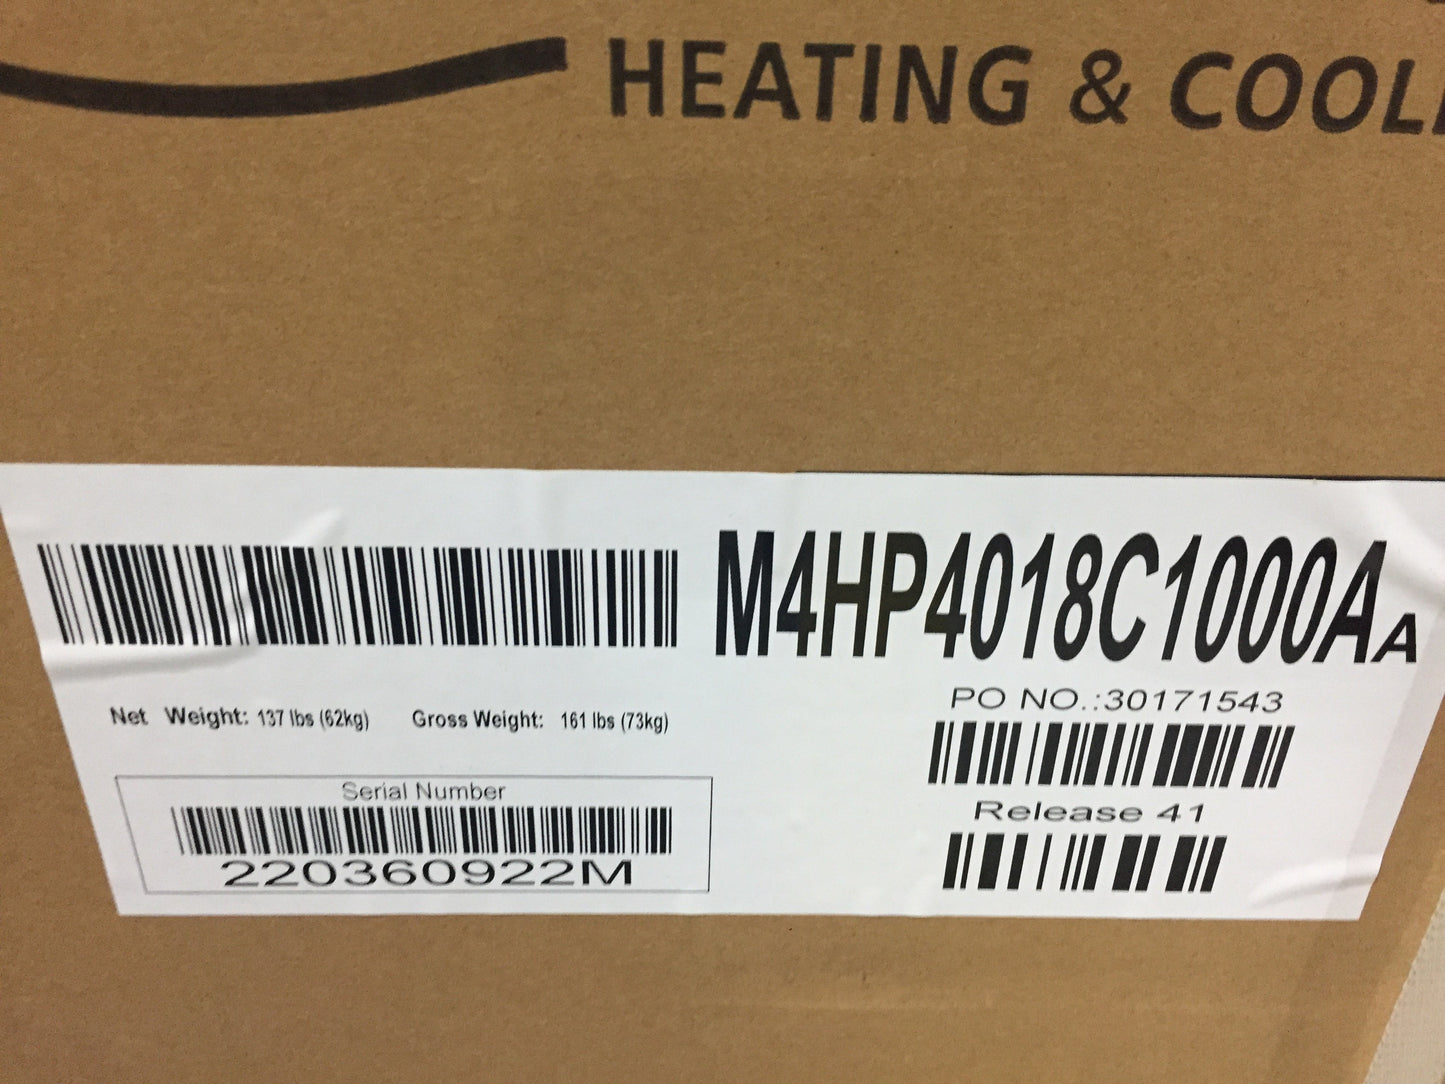 HEATING & COOLI
M4HP4018C1000AA
Net Weight: 137 lbs (62kg) Gross Weight: 161 lbs (73kg)
PO NO.:30171543
Release 41
Serial Number
220360922M